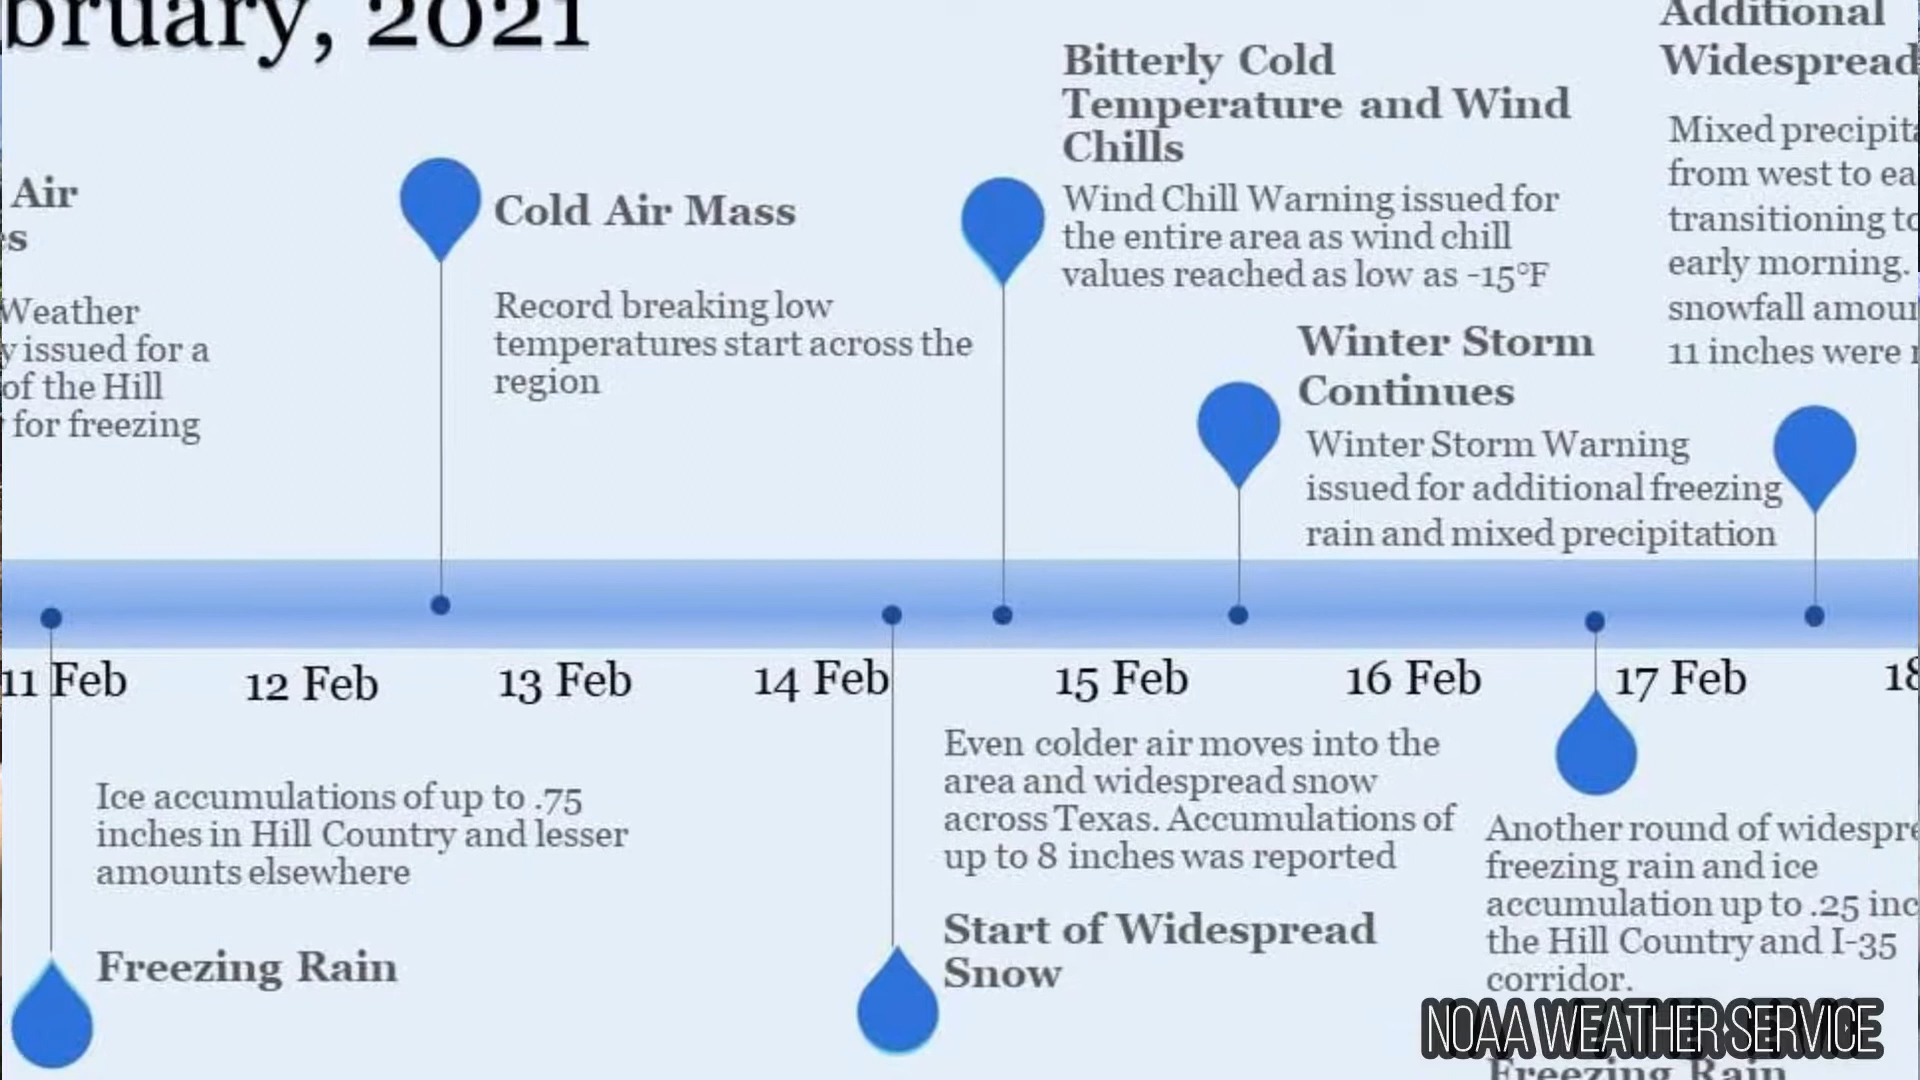 bruary, 2021
Air
es
Weather
y issued for a
of the Hill
for freezing
Cold Air Mass
Record breaking low
temperatures start across the
region
Bitterly Cold
Temperature and Wind
Chills
Wind Chill Warning issued for
the entire area as wind chill
values reached as low as -15°F
Winter Storm
Continues
Winter Storm Warning
issued for additional freezing
rain and mixed precipitation
Additional
Widespread
Mixed precipita
from west to ea
transitioning to
early morning.
snowfall amoun
11 inches were
11 Feb
12 Feb
13 Feb
14 Feb
15 Feb
16 Feb
17 Feb
18
Ice accumulations of up to .75
inches in Hill Country and lesser
amounts elsewhere
Freezing Rain
Even colder air moves into the
area and widespread snow
across Texas. Accumulations of
up to 8 inches was reported
Start of Widespread
Snow
Another round of widespre
freezing rain and ice
accumulation up to .25 inc
the Hill Country and I-35
corridor.
Freezing Rain
NOAA WEATHER SERVICE